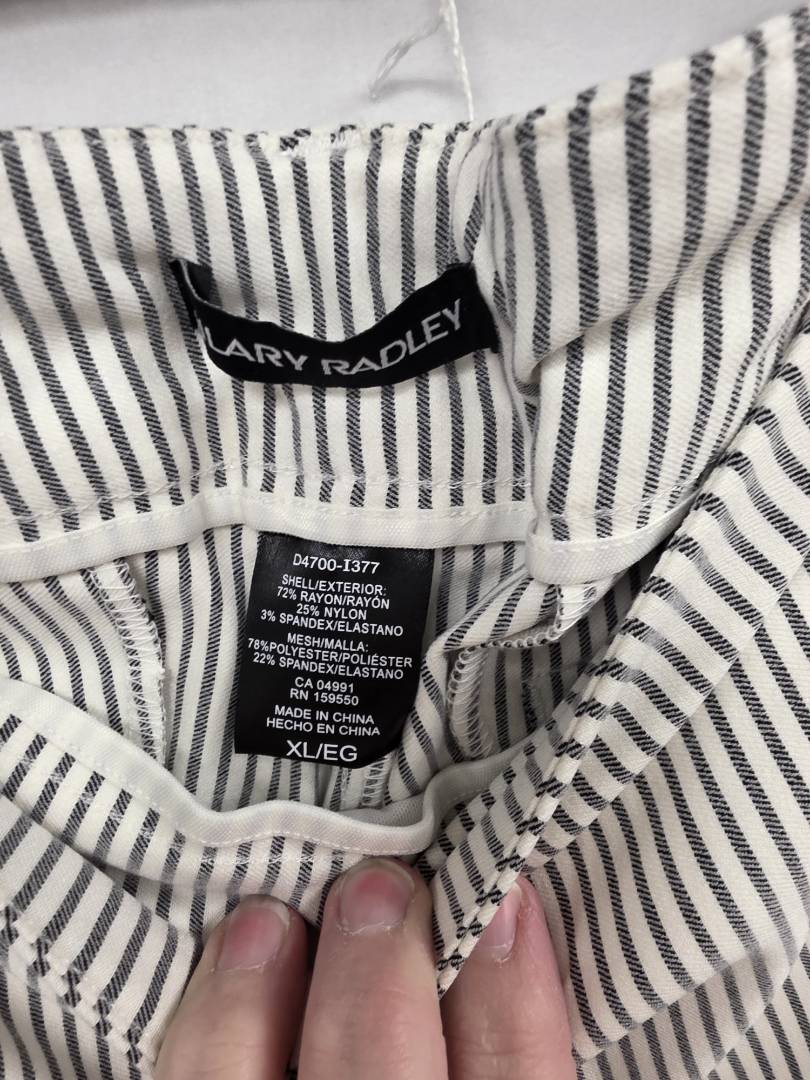 LARY RADLEY
D4700-I377
SHELL/EXTERIOR:
72% RAYON/RAYÓN
25% NYLON
3% SPANDEX/ELASTANO
MESH/MALLA:
78%POLYESTER/POLIÉSTER
22% SPANDEX/ELASTANO
CA 04991
RN 159550
MADE IN CHINA
HECHO EN CHINA
XL/EG